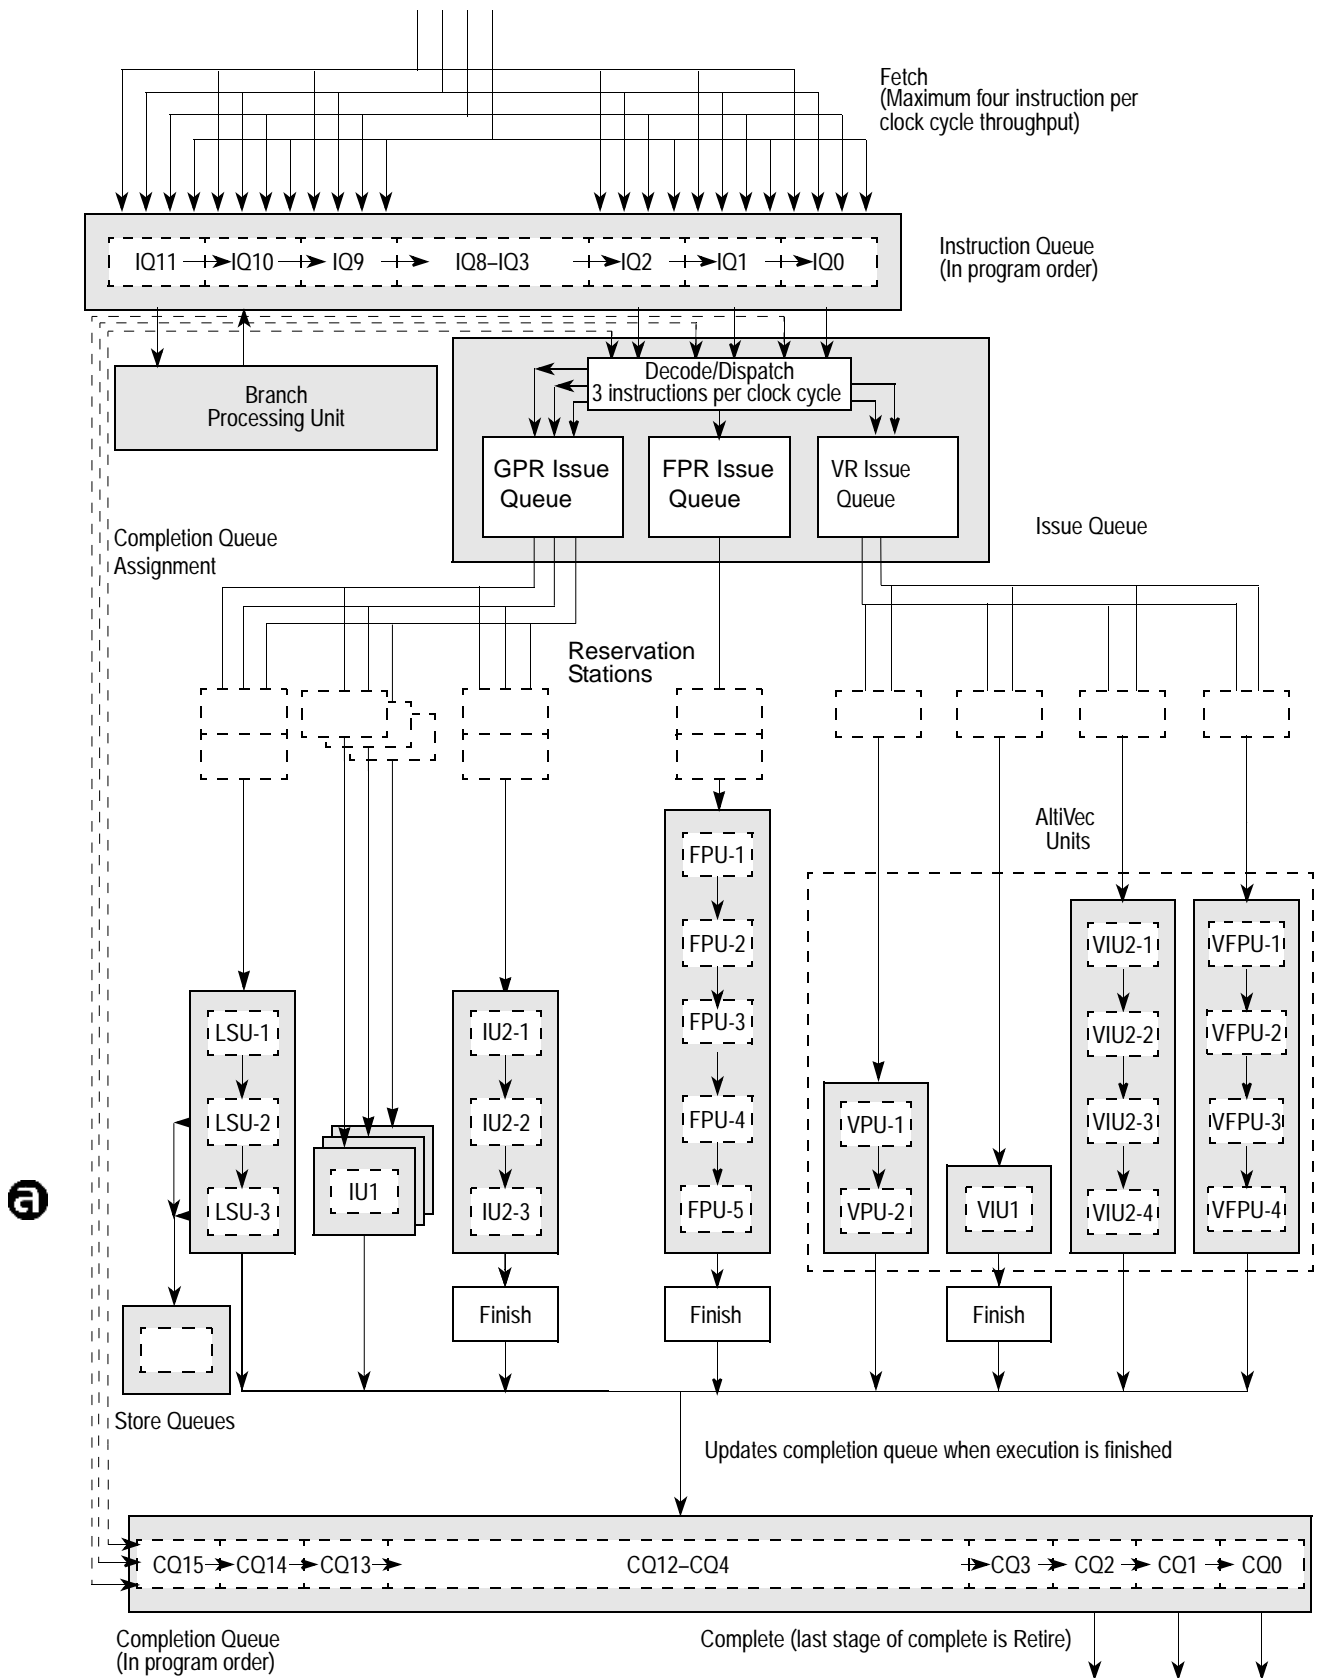 Fetch
(Maximum four instruction per
clock cycle throughput)
Instruction Queue
(In program order)
IQ11 IQ10 IQ9 IQ8–IQ3 IQ2 IQ1 IQ0
Branch
Processing Unit
Decode/Dispatch
3 instructions per clock cycle
GPR Issue
Queue
FPR Issue
Queue
VR Issue
Queue
Issue Queue
Completion Queue
Assignment
Reservation
Stations
AltiVec
Units
LSU-1
LSU-2
LSU-3
IU1
IU2-1
IU2-2
IU2-3
FPU-1
FPU-2
FPU-3
FPU-4
FPU-5
VPU-1
VPU-2
VIU1
VIU2-1
VIU2-2
VIU2-3
VIU2-4
VFPU-1
VFPU-2
VFPU-3
VFPU-4
a
Finish
Finish
Finish
Store Queues
Updates completion queue when execution is finished
CQ15 CQ14 CQ13 CQ12–CQ4 CQ3 CQ2 CQ1 CQ0
Completion Queue
(In program order)
Complete (last stage of complete is Retire)